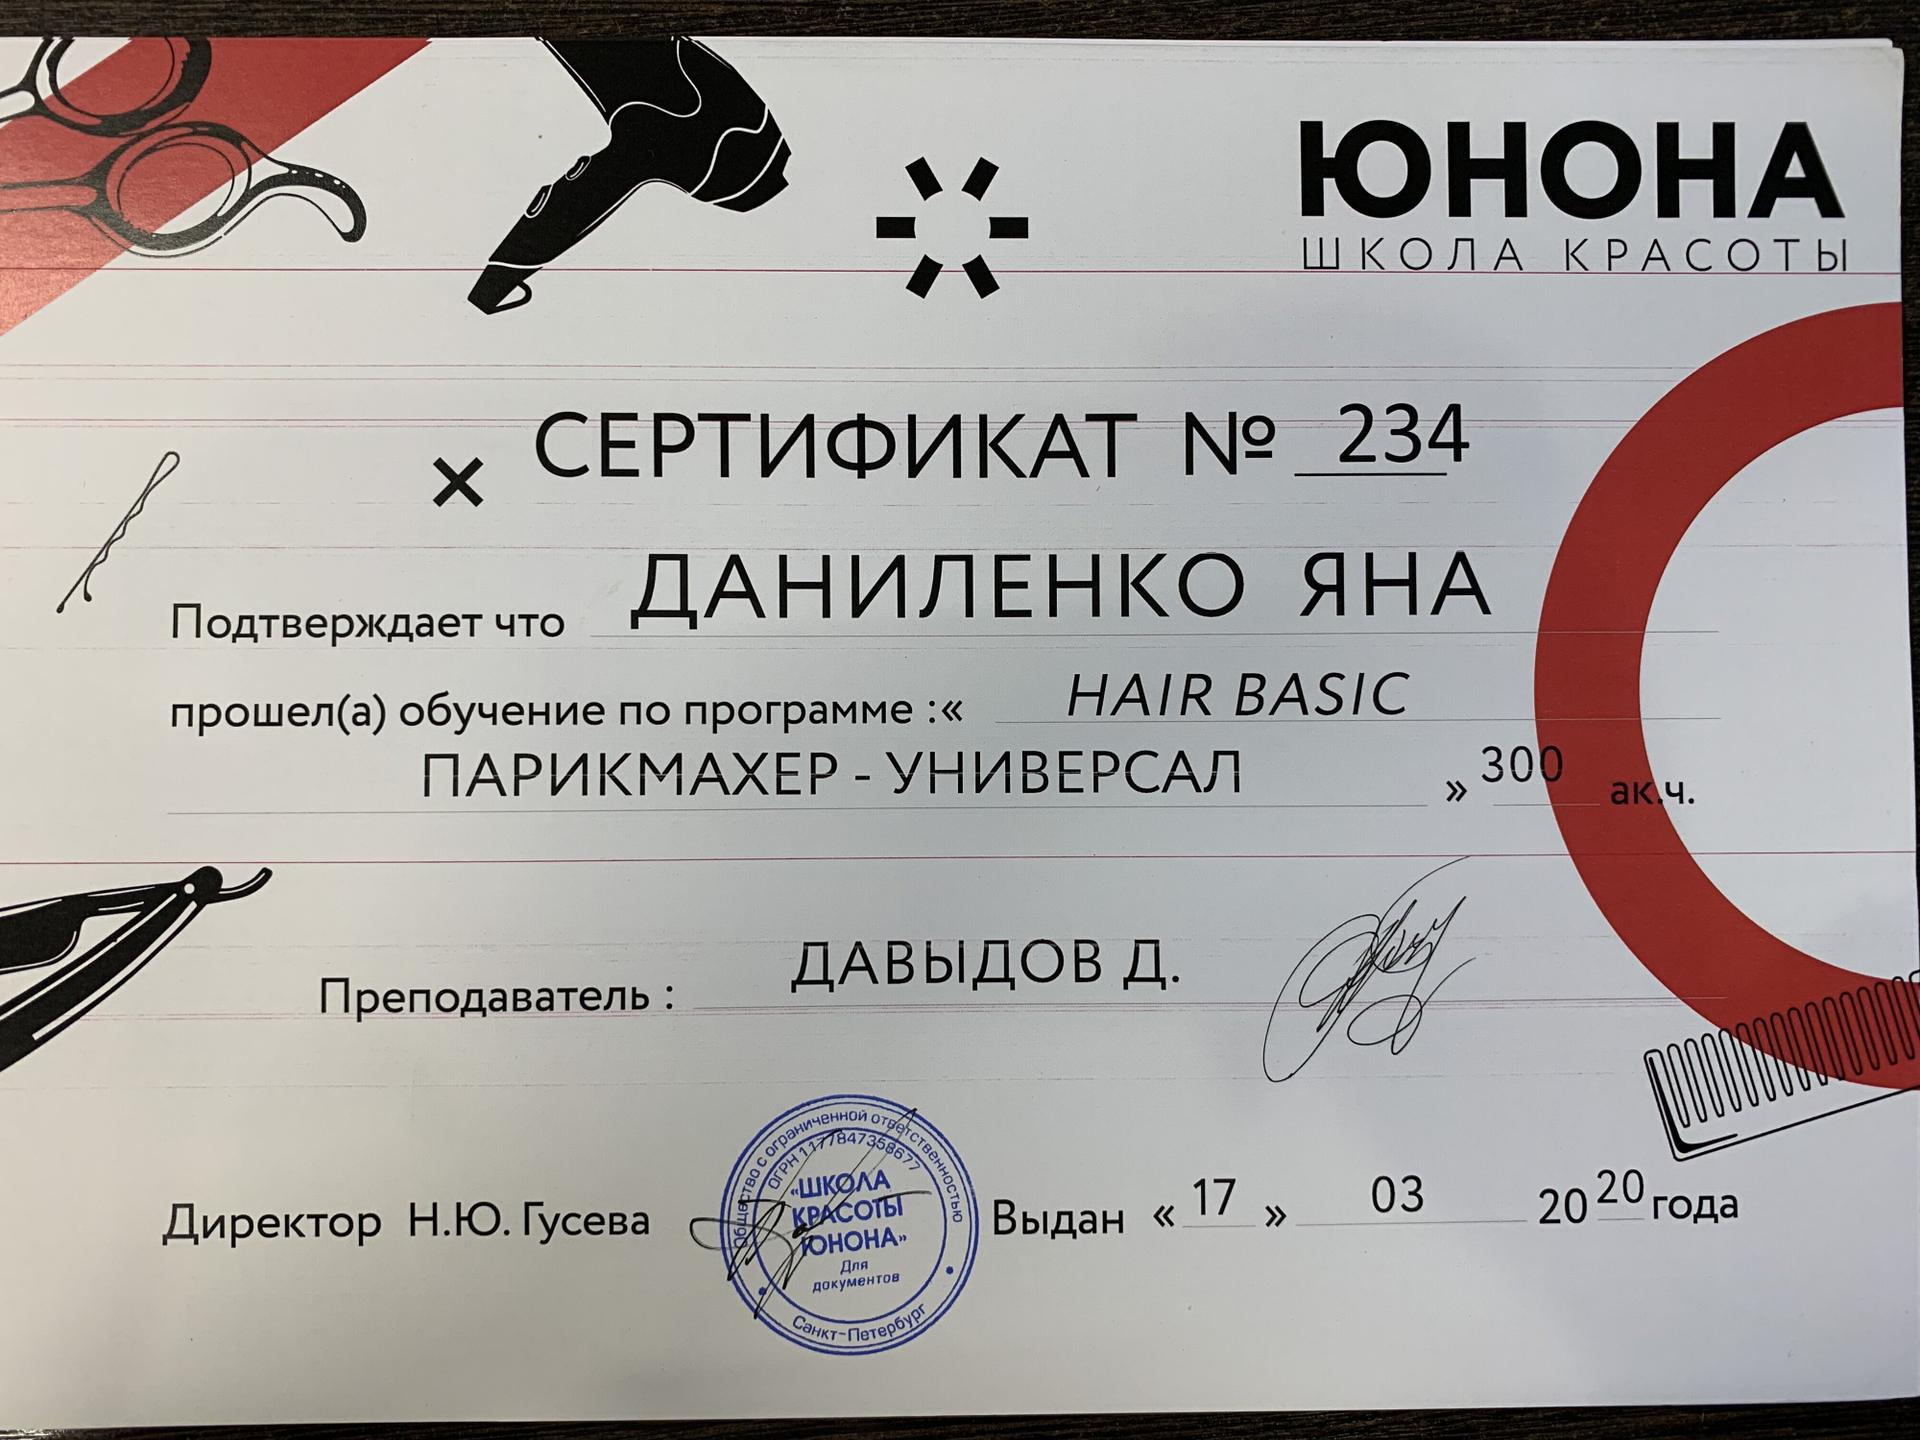 ЮНОНА
ШКОЛА КРАСОТЫ
СЕРТИФИКАТ № 234
Подтверждает что ДАНИЛЕНКО ЯНА
прошел(а) обучение по программе :« HAIR BASIC
ПАРИКМАХЕР - УНИВЕРСАЛ » 300 ак.ч.
Преподаватель : ДАВЫДОВ Д.
Директор Н.Ю. Гусева
Общество с ограниченной ответственностью
ОГРН 1177847358677
«ШКОЛА
КРАСОТЫ
ЮНОНА»
Для
документов
Санкт-Петербург
Выдан « 17 » 03 2020 года